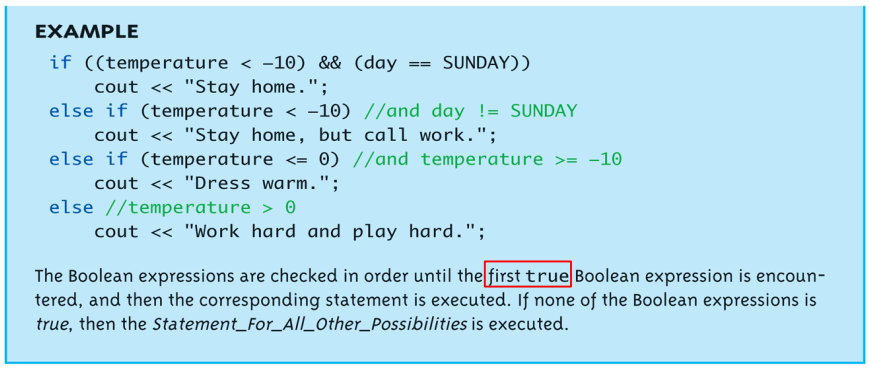 EXAMPLE
if ((temperature < –10) && (day == SUNDAY))
cout << "Stay home.";
else if (temperature < –10) //and day != SUNDAY
cout << "Stay home, but call work.";
else if (temperature <= 0) //and temperature >= –10
cout << "Dress warm.";
else //temperature > 0
cout << "Work hard and play hard.";
The Boolean expressions are checked in order until the first true Boolean expression is encoun-
tered, and then the corresponding statement is executed. If none of the Boolean expressions is
true, then the Statement_For_All_Other_Possibilities is executed.